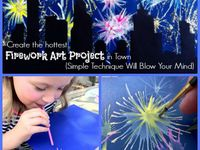 Create the hottest
Firework Art Project in Town
(Simple Technique Will Blow Your Mind)